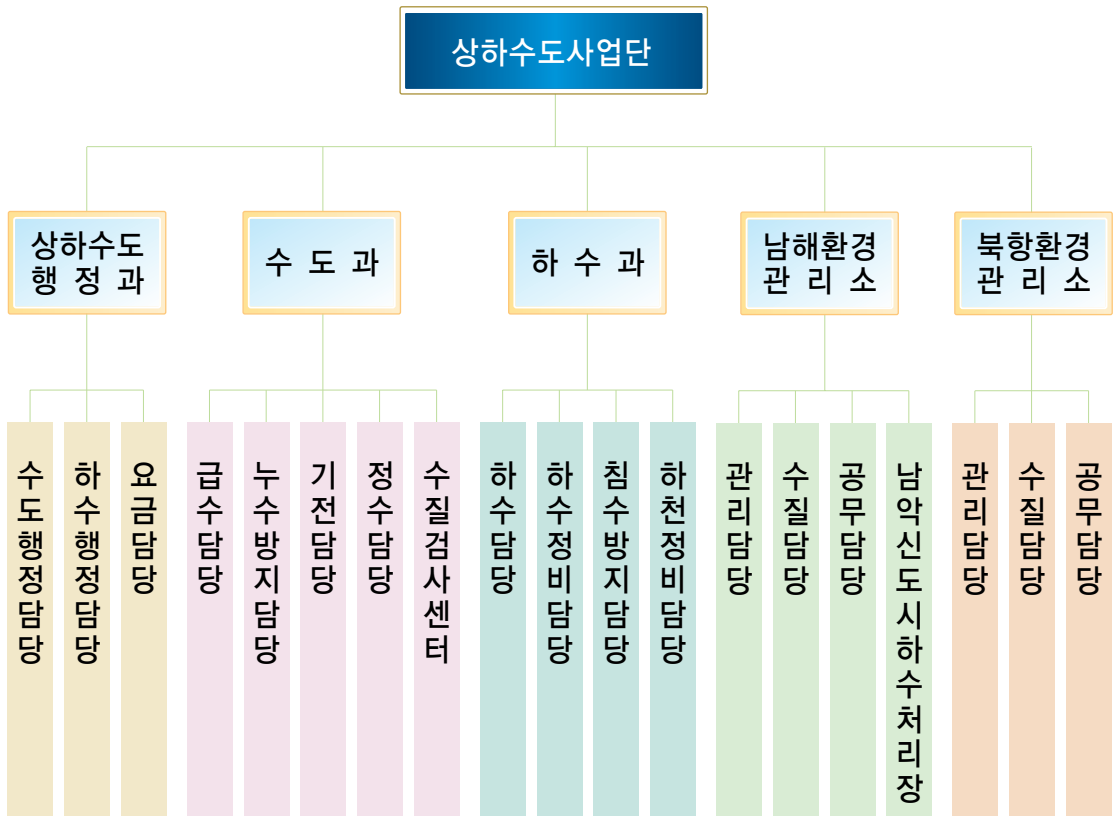 상하수도사업단
상하수도
행 정 과
수 도 과
하 수 과
남해환경
관 리 소
북항환경
관 리 소
수도행정담당
하수행정담당
요금담당
급수담당
누수방지담당
기전담당
정수담당
수질검사센터
하수담당
하수정비담당
침수방지담당
하천정비담당
관리담당
수질담당
공무담당
남악신도시하수처리장
관리담당
수질담당
공무담당